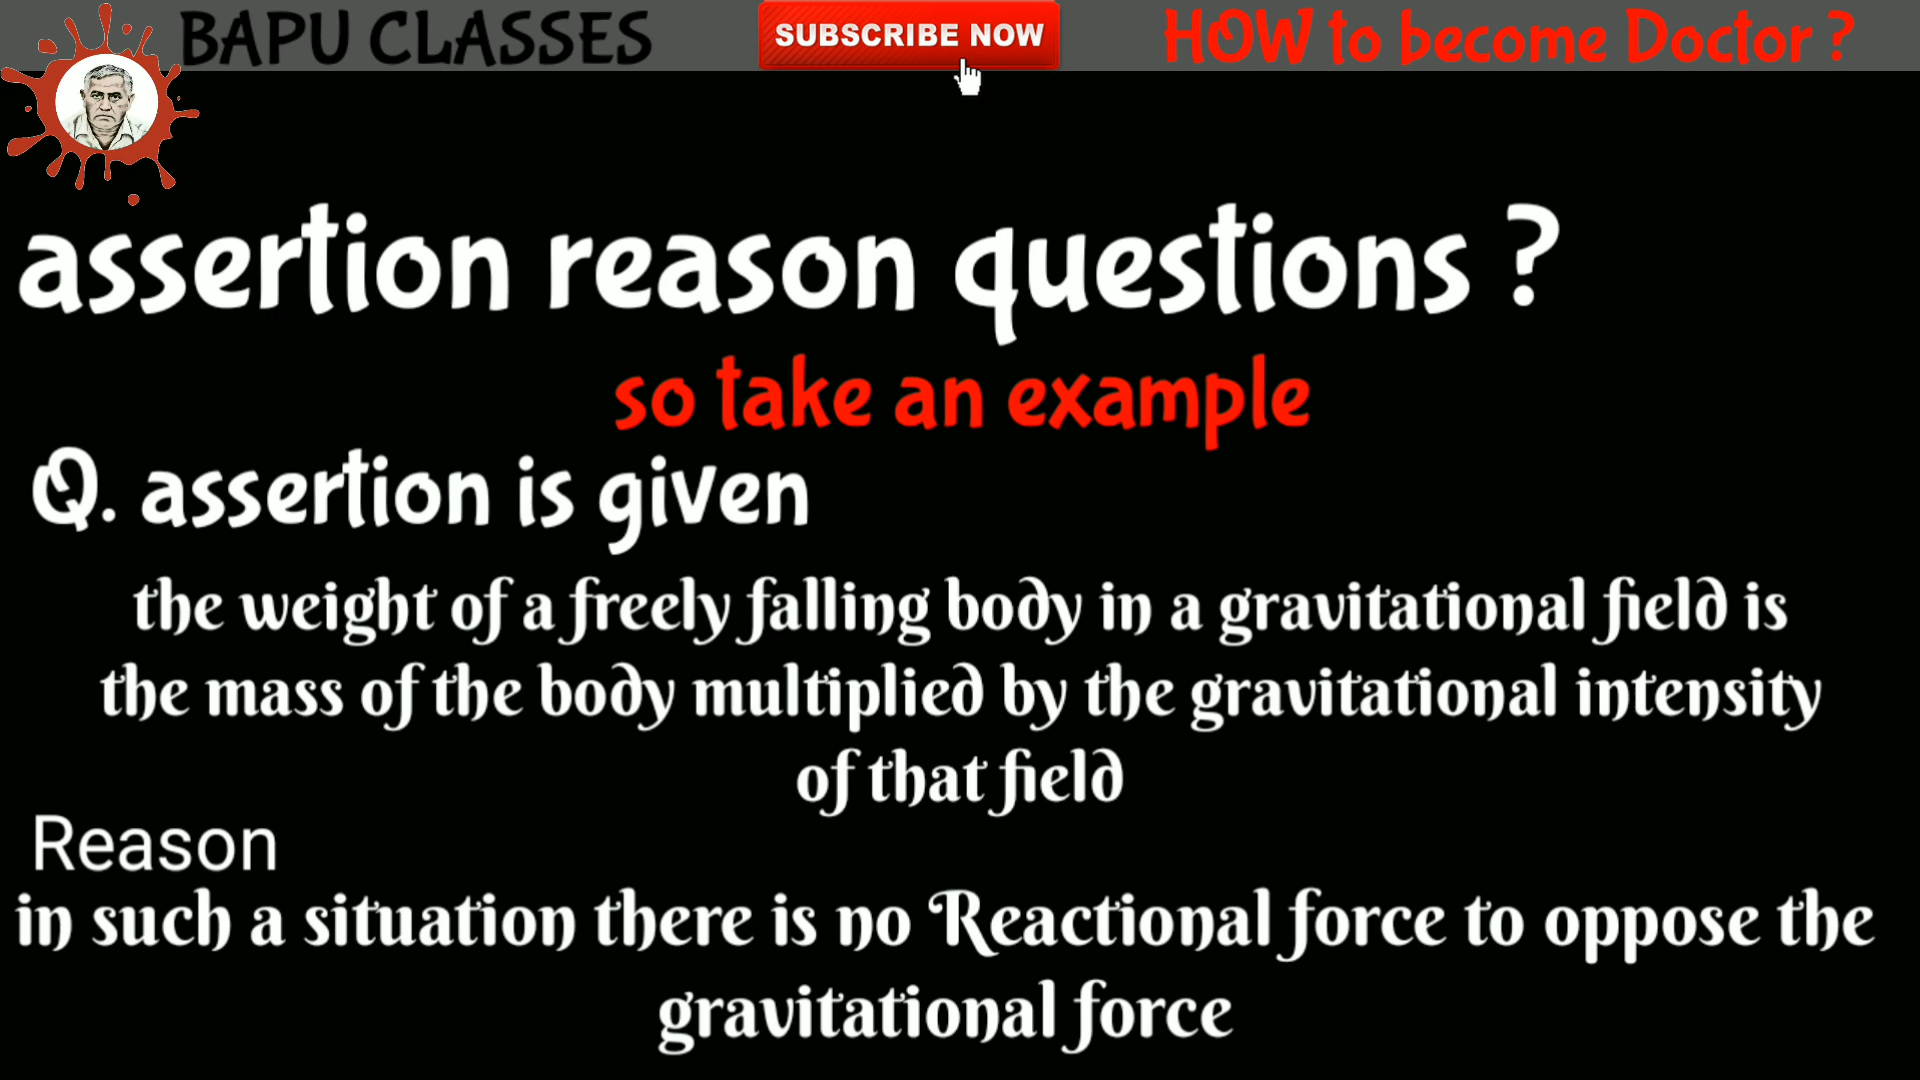 BAPU CLASSES
SUBSCRIBE NOW
HOW to become Doctor ?
assertion reason questions ?
so take an example
Q. assertion is given
the weight of a freely falling body in a gravitational field is
the mass of the body multiplied by the gravitational intensity
of that field
Reason
in such a situation there is no Reactional force to oppose the
gravitational force